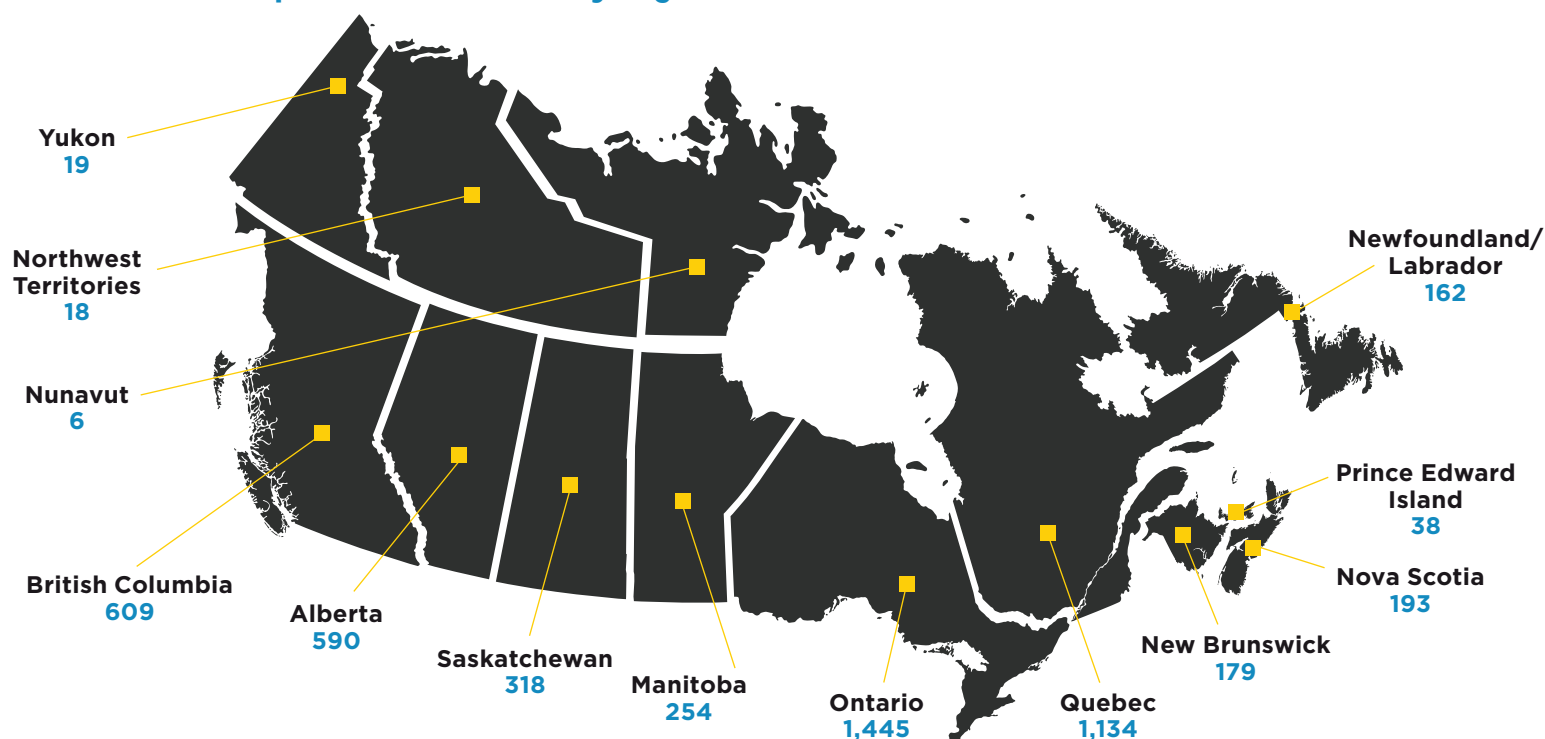 Yukon
19
Northwest
Territories
18
Nunavut
6
British Columbia
609
Alberta
590
Saskatchewan
318
Manitoba
254
Ontario
1,445
Quebec
1,134
New Brunswick
179
Nova Scotia
193
Prince Edward
Island
38
Newfoundland/
Labrador
162